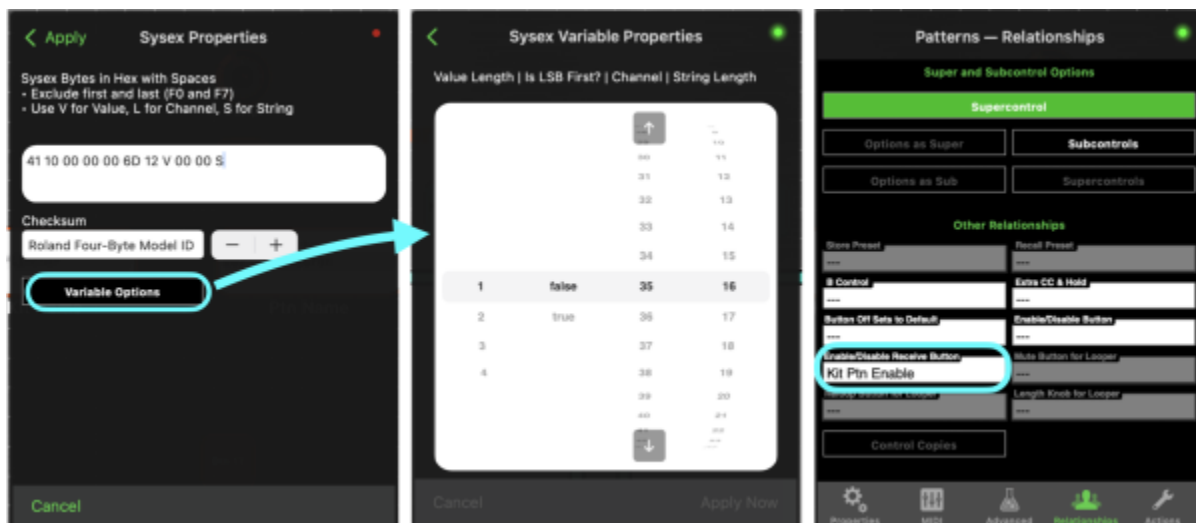 Apply
Sysex Properties
Sysex Bytes in Hex with Spaces
- Exclude first and last (F0 and F7)
- Use V for Value, L for Channel, S for String
41 10 00 00 00 6D 12 V 00 00 S
Checksum
Roland Four-Byte Model ID
− +
Variable Options
Cancel
Sysex Variable Properties
Value Length | Is LSB First? | Channel | String Length
31 13
33 14
34 15
1 false 35 16
2 true 36 17
3 37 18
4 38 19
39 20
40 21
22
Cancel Apply Now
Patterns — Relationships
Super and Subcontrol Options
Supercontrol
Options as Super Subcontrols
Options as Sub Supercontrols
Other Relationships
Store Preset Recall Preset
--- ---
B Control Extra CC & Hold
--- ---
Button Off Sets to Default Enable/Disable Button
--- ---
Enable/Disable Receive Button Mute Button for Looper
Kit Ptn Enable ---
Length Knob for Looper
--- ---
Control Copies
Properties MIDI Advanced Relationships Actions